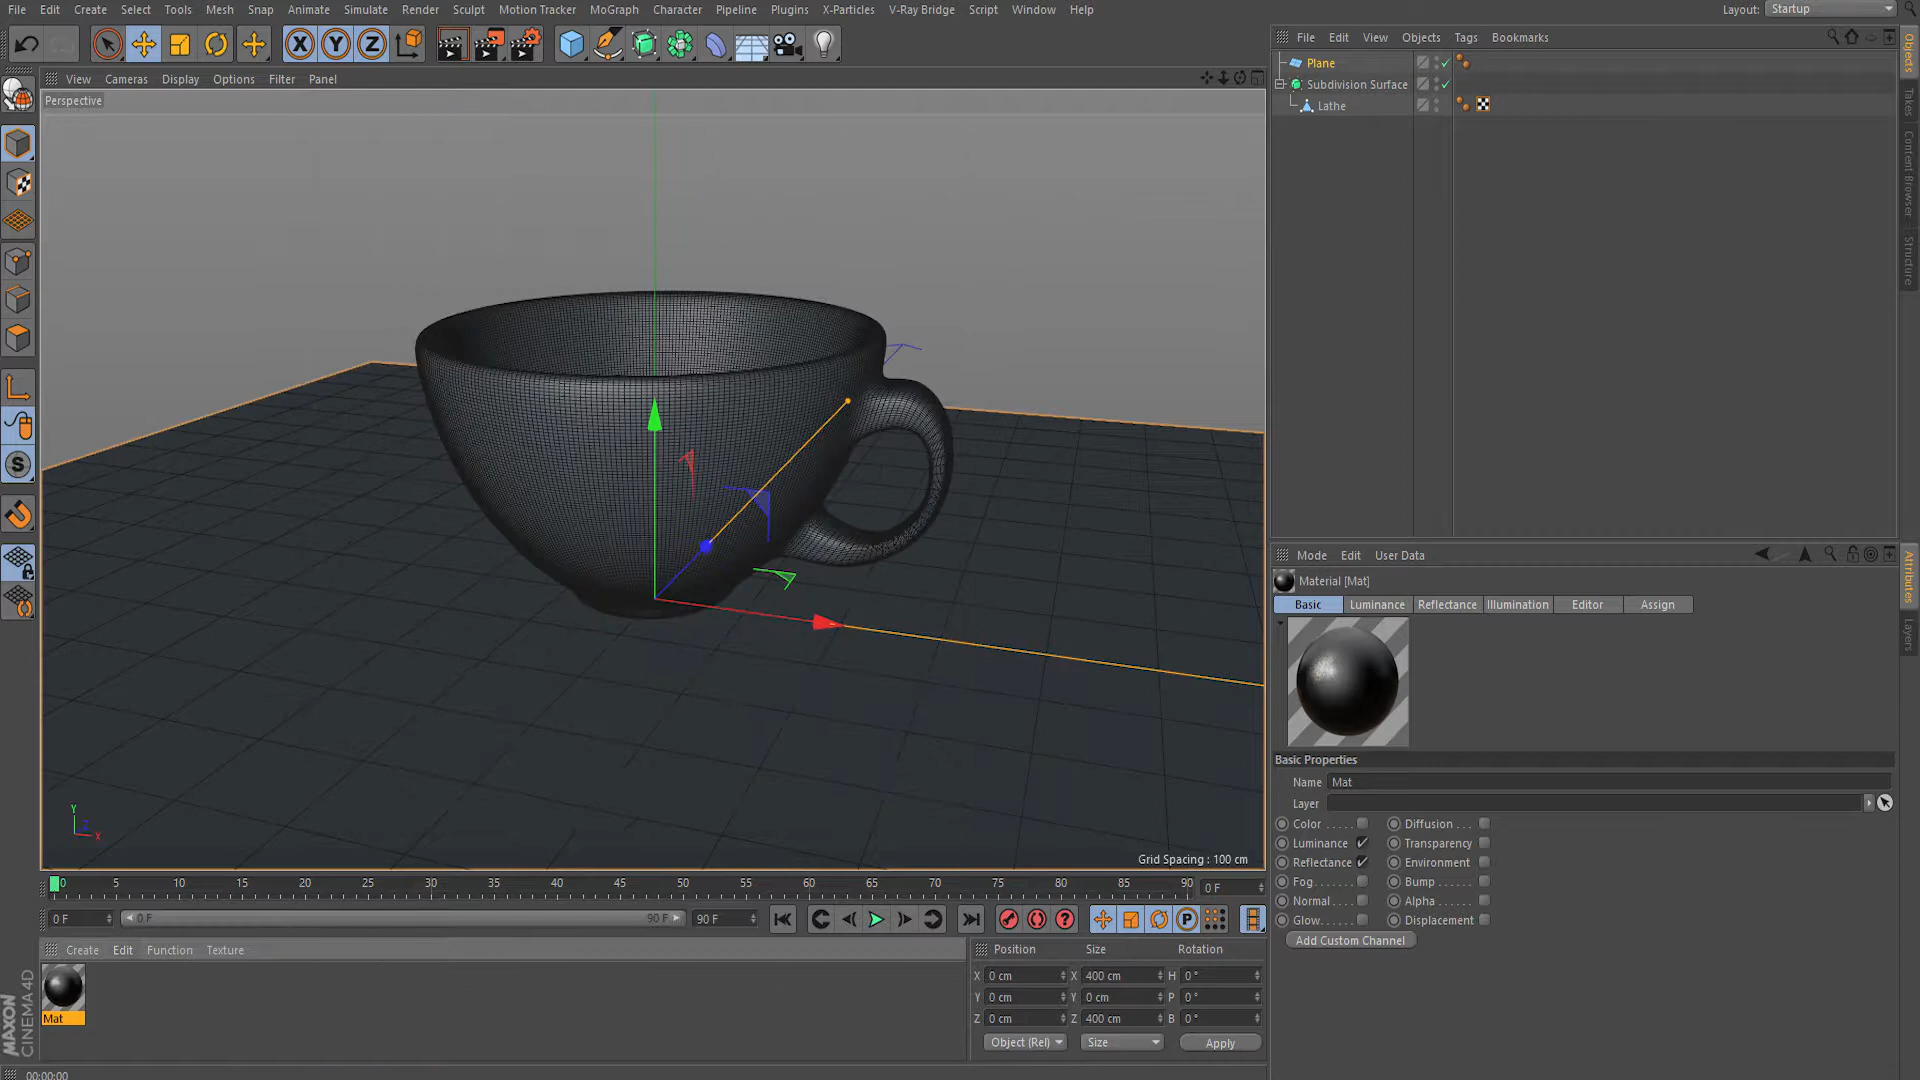 File Edit Create Select Tools Mesh Snap Animate Simulate Render Sculpt Motion Tracker MoGraph Character Pipeline Plugins X-Particles V-Ray Bridge Script Window Help Layout: Startup
X Y Z
File Edit View Objects Tags Bookmarks
View Cameras Display Options Filter Panel
Perspective
Plane
Subdivision Surface
Lathe
Objects
Takes
Content Browser
Structure
S
Grid Spacing : 100 cm
Y
Z
X
Mode Edit User Data
Material [Mat]
Basic Luminance Reflectance Illumination Editor Assign
Basic Properties
Name Mat
Layer
Color . . . . . Diffusion . . .
Luminance Transparency
Reflectance Environment
Fog . . . . . . Bump . . . . .
Normal . . . . Alpha . . . . .
Glow. . . . . . Displacement
Add Custom Channel
Attributes
Layers
0 5 10 15 20 25 30 35 40 45 50 55 60 65 70 75 80 85 90 0 F
0 F 0 F 90 F 90 F
P
Create Edit Function Texture
Mat
Position Size Rotation
X 0 cm X 400 cm H 0 °
Y 0 cm Y 0 cm P 0 °
Z 0 cm Z 400 cm B 0 °
Object (Rel) Size Apply
MAXON
CINEMA 4D
00:00:00